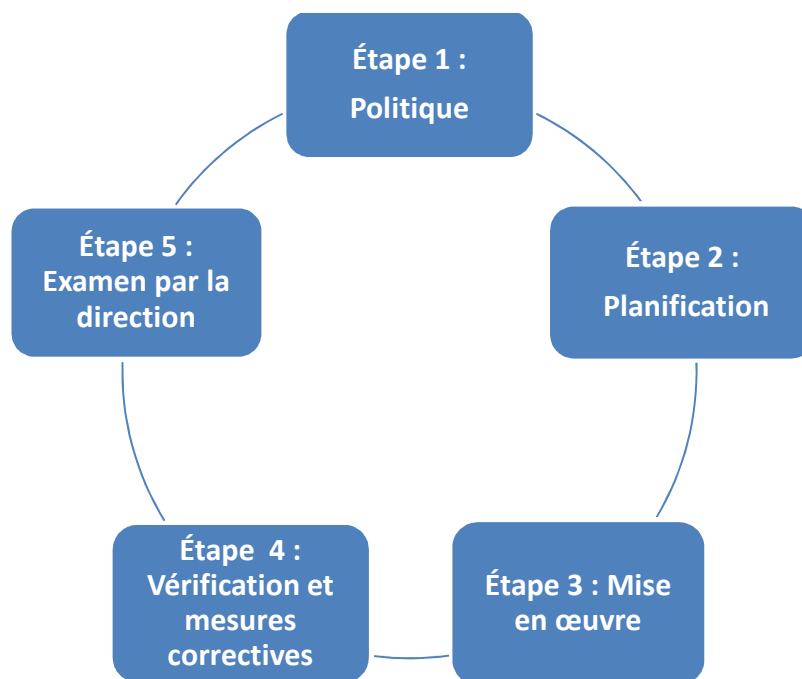 Étape 1 :
Politique
Étape 2 :
Planification
Étape 3 : Mise
en œuvre
Étape  4 :
Vérification et
mesures
correctives
Étape 5 :
Examen par la
direction